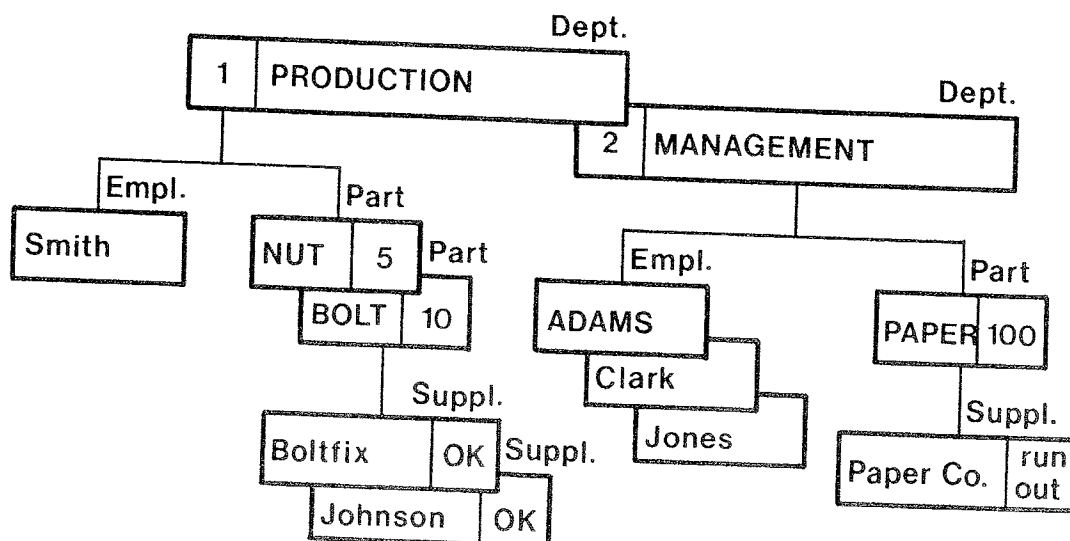 Dept.
1 PRODUCTION
Dept.
2 MANAGEMENT
Empl.
Smith
Part
NUT 5
Part
BOLT 10
Suppl.
Boltfix OK
Suppl.
Johnson OK
Empl.
ADAMS
Clark
Jones
Part
PAPER 100
Suppl.
Paper Co. run out